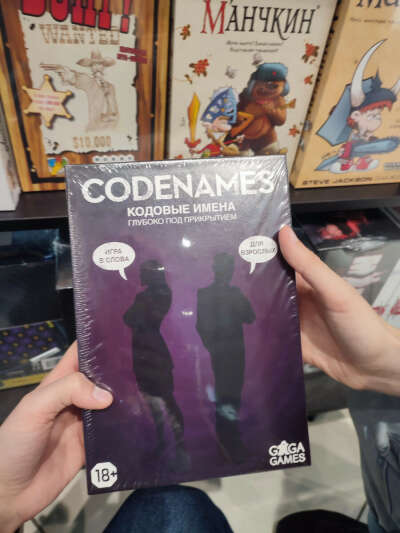 WANTED
$10.000
МАНЧКИН
STEVE JACKSON
CODENAMES
КОДОВЫЕ ИМЕНА
ГЛУБОКО ПОД ПРИКРЫТИЕМ
ИГРА
В СЛОВА
ДЛЯ
ВЗРОСЛЫХ
18+
GAGA
GAMES